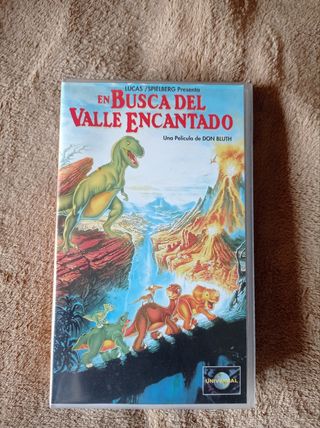 LUCAS / SPIELBERG Presenta
EN BUSCA DEL
VALLE ENCANTADO
Una Película de DON BLUTH
UNIVERSAL